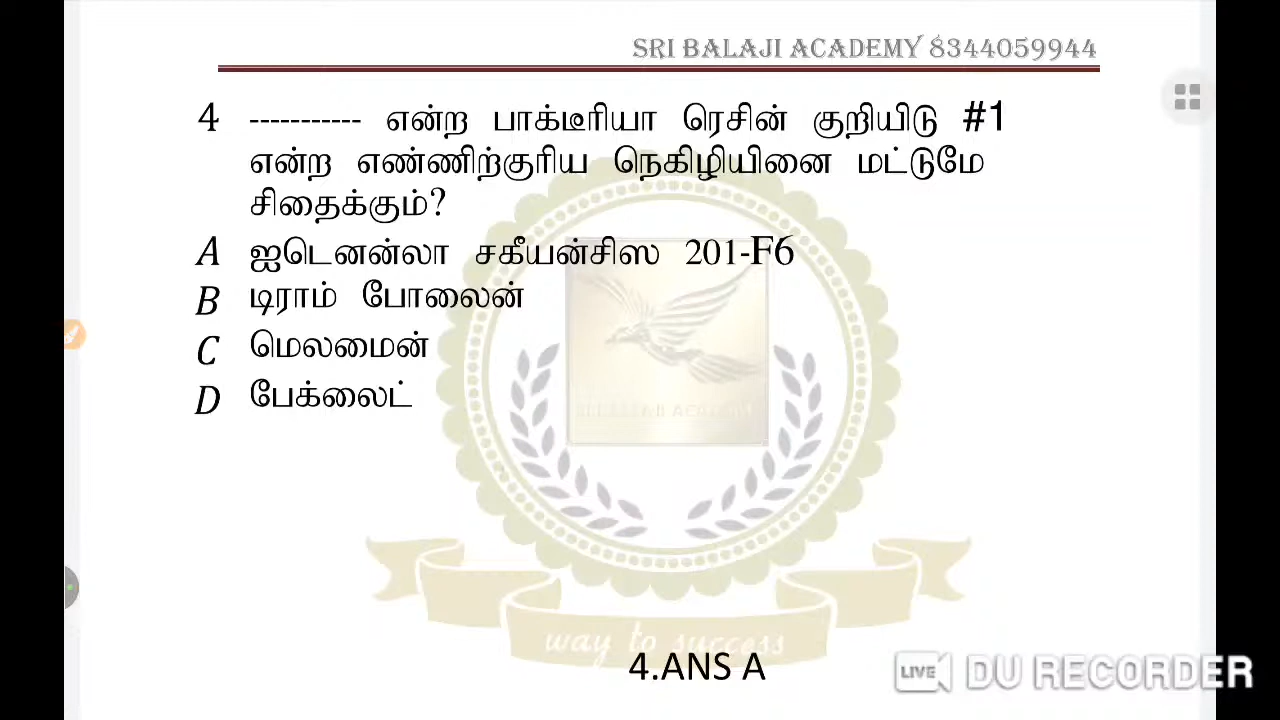 SRI BALAJI ACADEMY 8344059944
4 ----------- என்ற பாக்டீரியா ரெசின் குறியிடு #1
என்ற எண்ணிற்குரிய நெகிழியினை மட்டுமே
சிதைக்கும்?
A ஐடெனன்லா சகீயன்சிஸ 201-F6
B டிராம் போலைன்
C மெலமைன்
D பேக்லைட்
way to success
4.ANS A
LIVE DU RECORDER